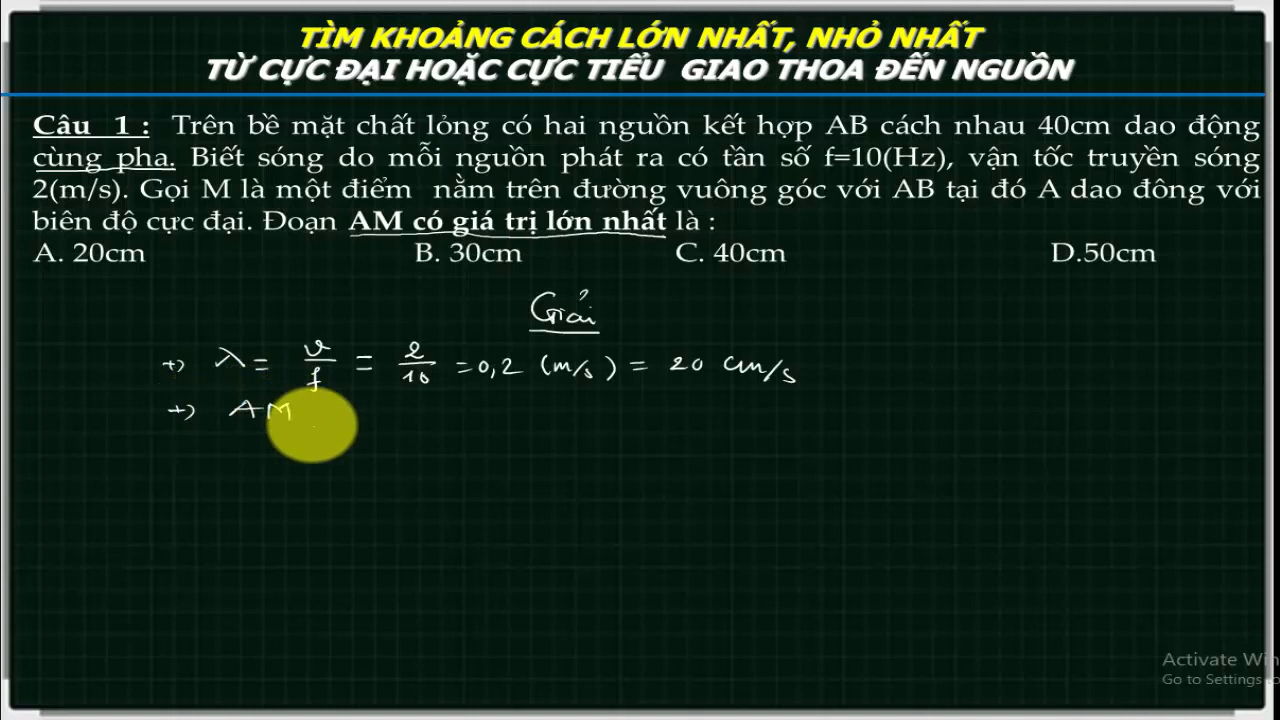 TÌM KHOẢNG CÁCH LỚN NHẤT, NHỎ NHẤT
TỪ CỰC ĐẠI HOẶC CỰC TIỂU GIAO THOA ĐẾN NGUỒN
Câu 1 : Trên bề mặt chất lỏng có hai nguồn kết hợp AB cách nhau 40cm dao động
cùng pha. Biết sóng do mỗi nguồn phát ra có tần số f=10(Hz), vận tốc truyền sóng
2(m/s). Gọi M là một điểm nằm trên đường vuông góc với AB tại đó A dao đông với
biên độ cực đại. Đoạn AM có giá trị lớn nhất là :
A. 20cm B. 30cm C. 40cm D.50cm
Giải
+) λ = v/f = 2/10 = 0,2 (m/s) = 20 cm/s
+) AM
Activate Win
Go to Settings to